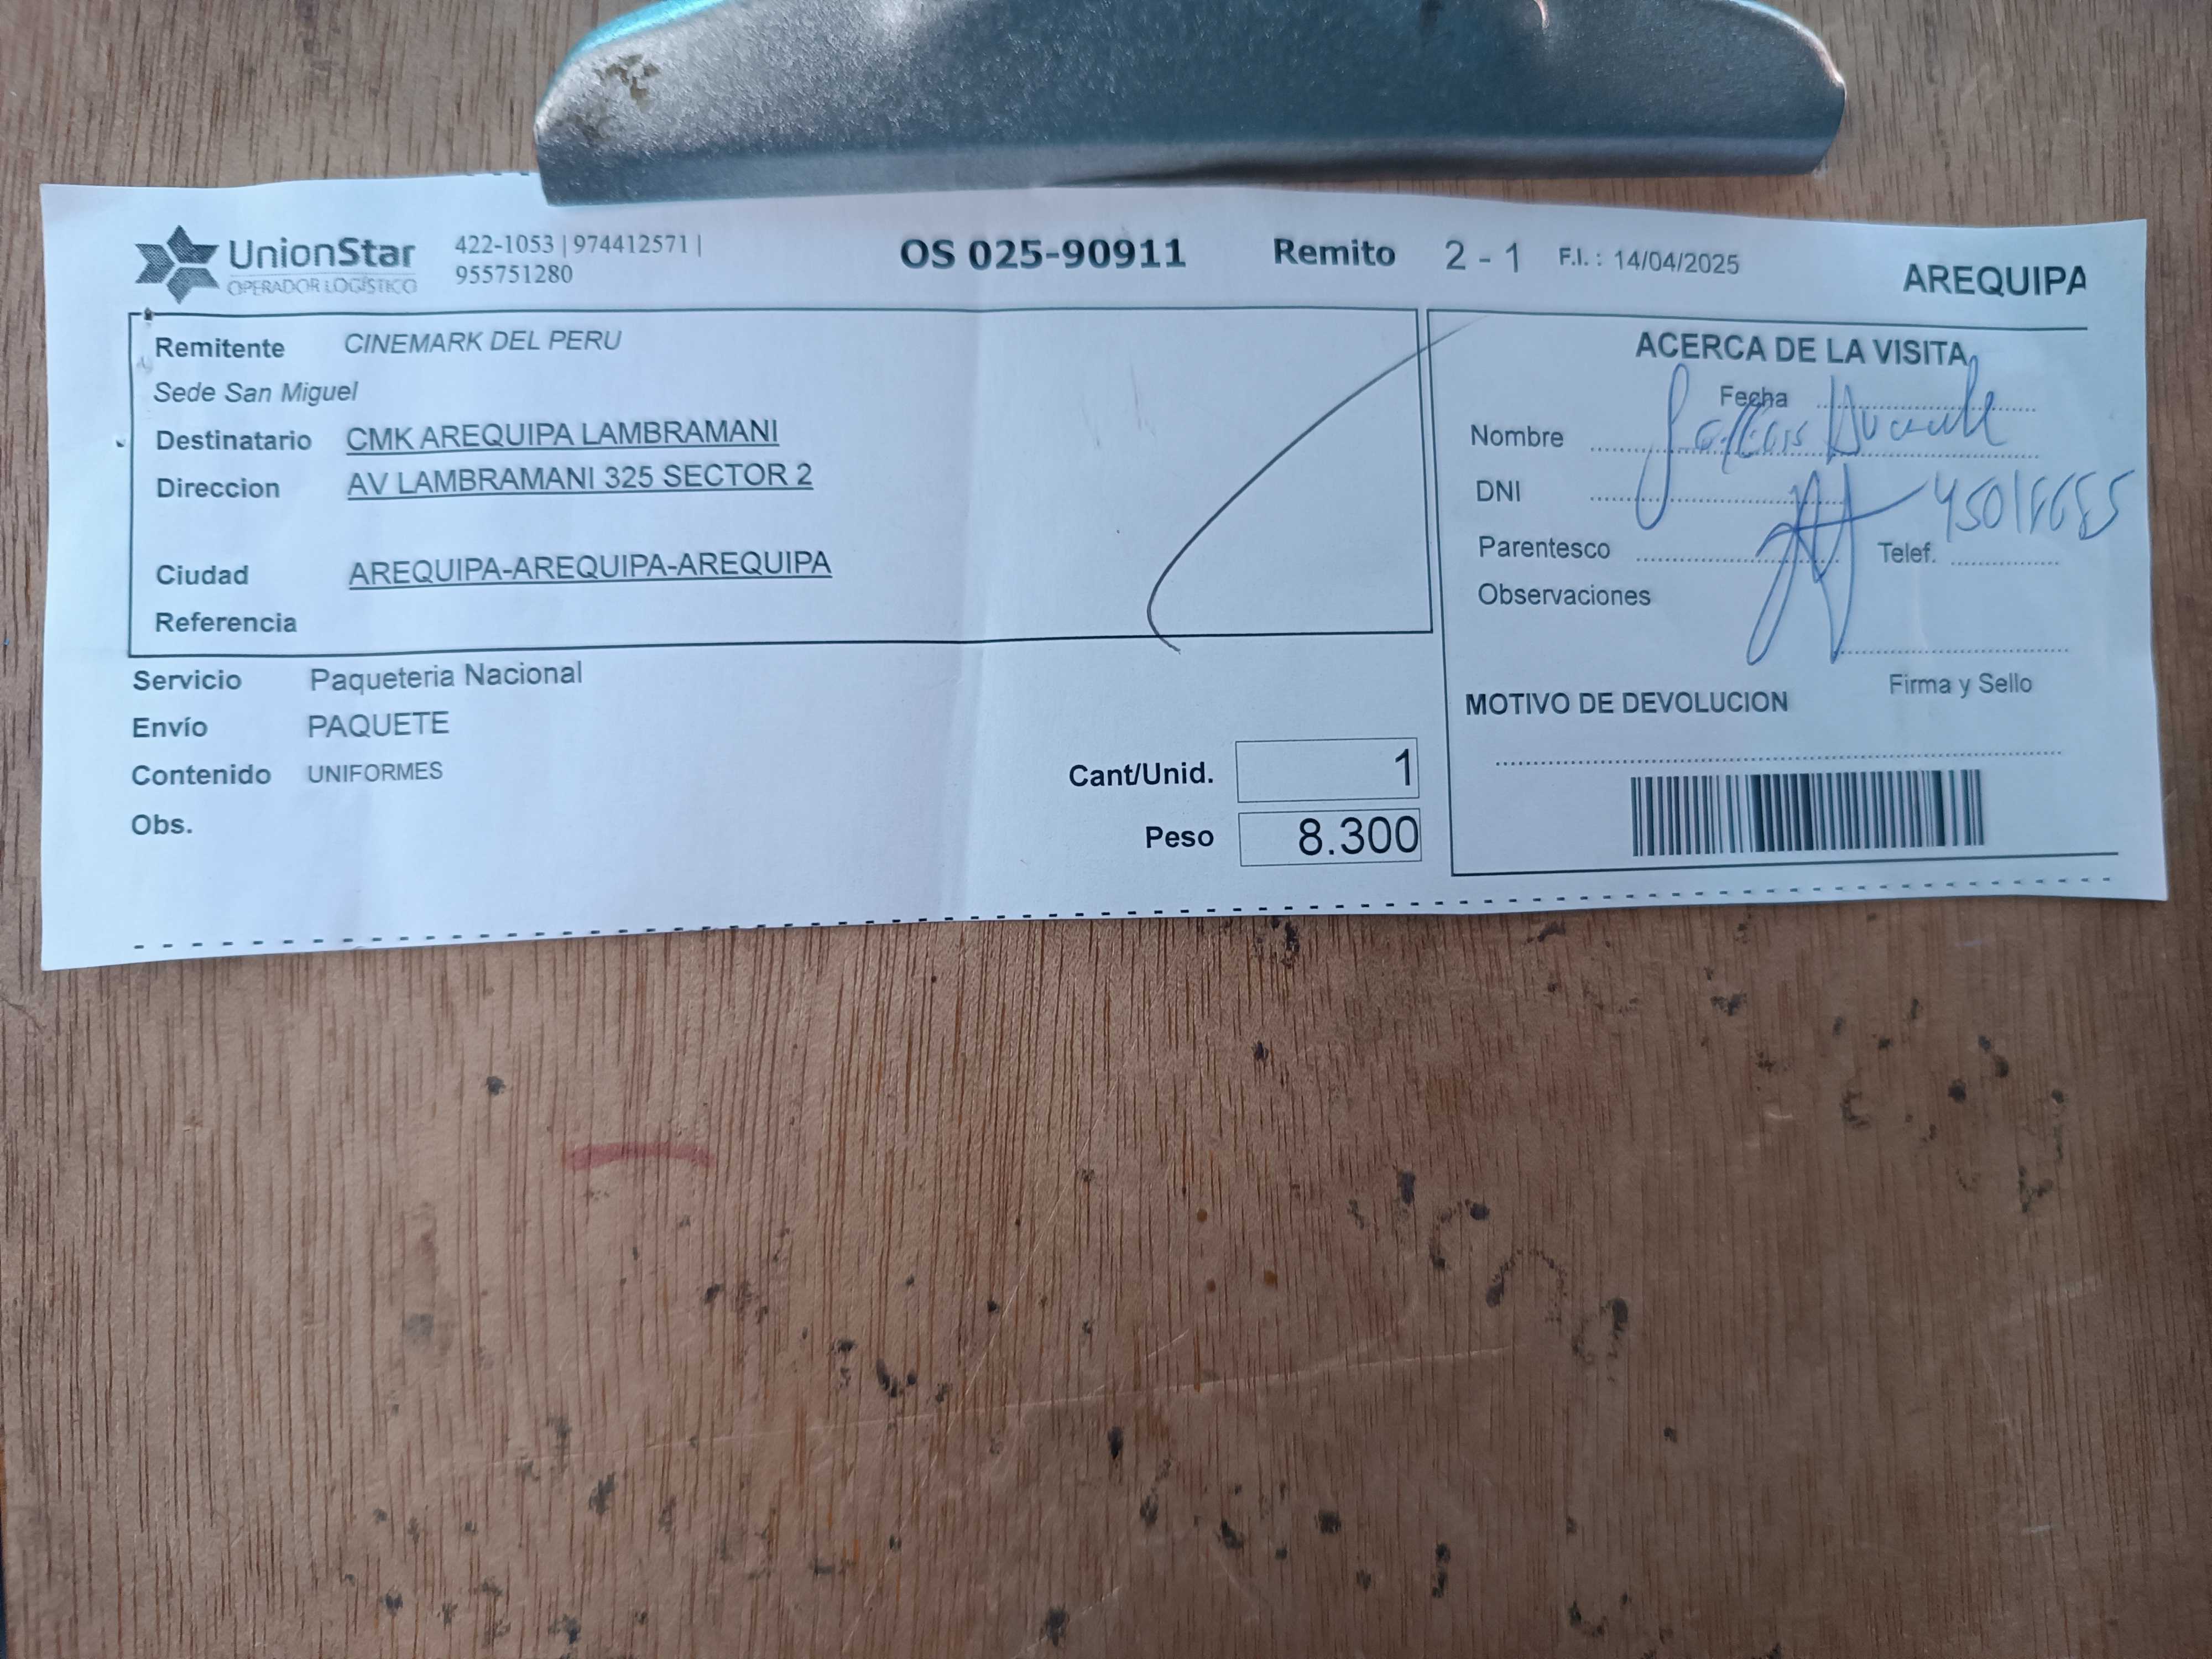 UnionStar
OPERADOR LOGÍSTICO
422-1053 | 974412571 |
955751280
OS 025-90911
Remito 2 - 1
F.I. : 14/04/2025
AREQUIPA
Remitente CINEMARK DEL PERU
Sede San Miguel
Destinatario CMK AREQUIPA LAMBRAMANI
Direccion AV LAMBRAMANI 325 SECTOR 2
Ciudad AREQUIPA-AREQUIPA-AREQUIPA
Referencia
Servicio Paqueteria Nacional
Envío PAQUETE
Contenido UNIFORMES
Obs.
Cant/Unid. 1
Peso 8.300
ACERCA DE LA VISITA
Fecha
Nombre
DNI
Parentesco
Telef.
Observaciones
Firma y Sello
MOTIVO DE DEVOLUCION